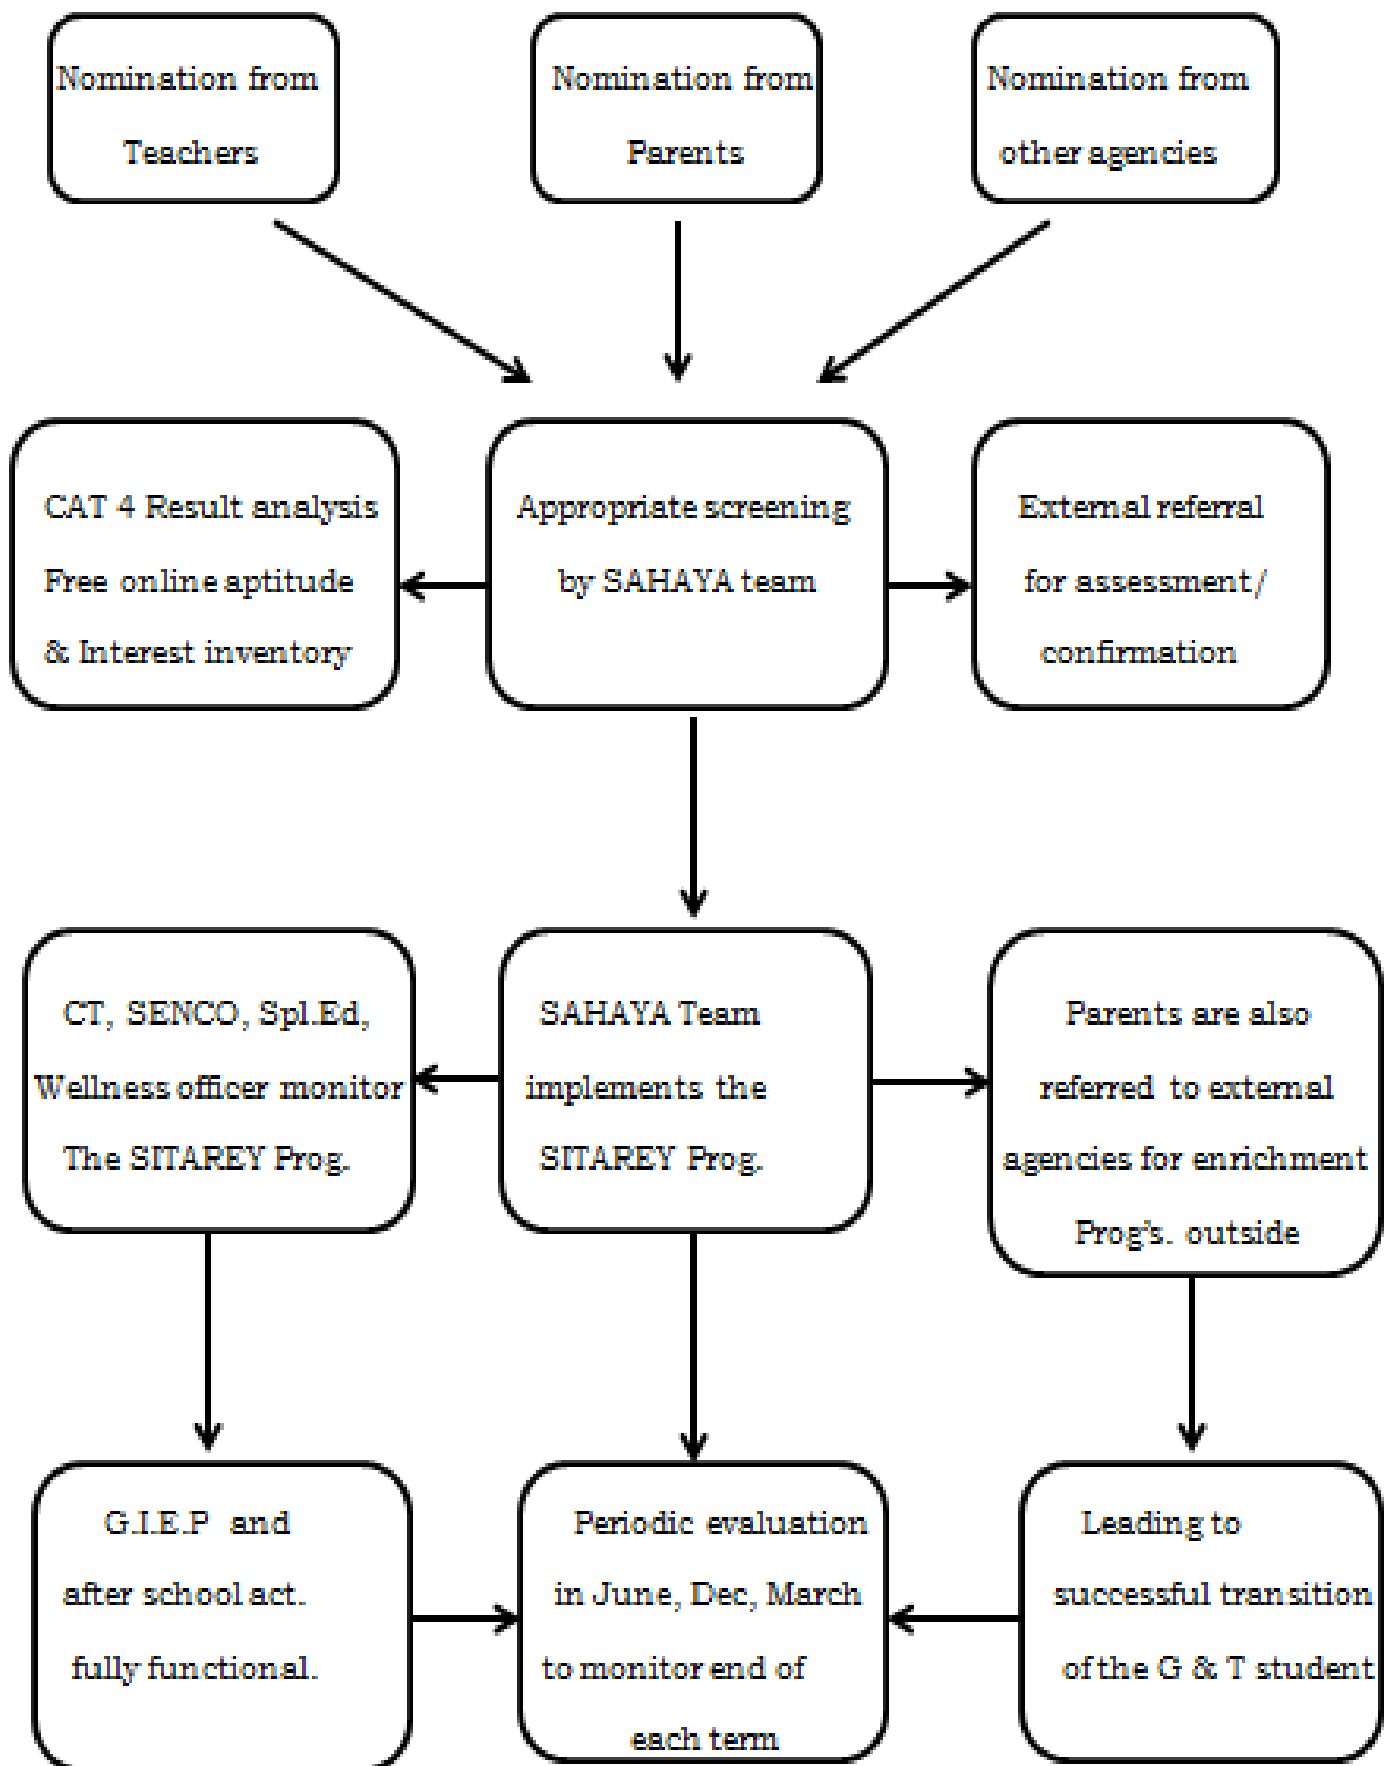 Nomination from
Teachers
Nomination from
Parents
Nomination from
other agencies
CAT 4 Result analysis
Free online aptitude
& Interest inventory
Appropriate screening
by SAHAYA team
External referral
for assessment/
confirmation
CT, SENCO, Spl.Ed,
Wellness officer monitor
The SITAREY Prog.
SAHAYA Team
implements the
SITAREY Prog.
Parents are also
referred to external
agencies for enrichment
Prog's. outside
G.I.E.P and
after school act.
fully functional.
Periodic evaluation
in June, Dec, March
to monitor end of
each term
Leading to
successful transition
of the G & T student